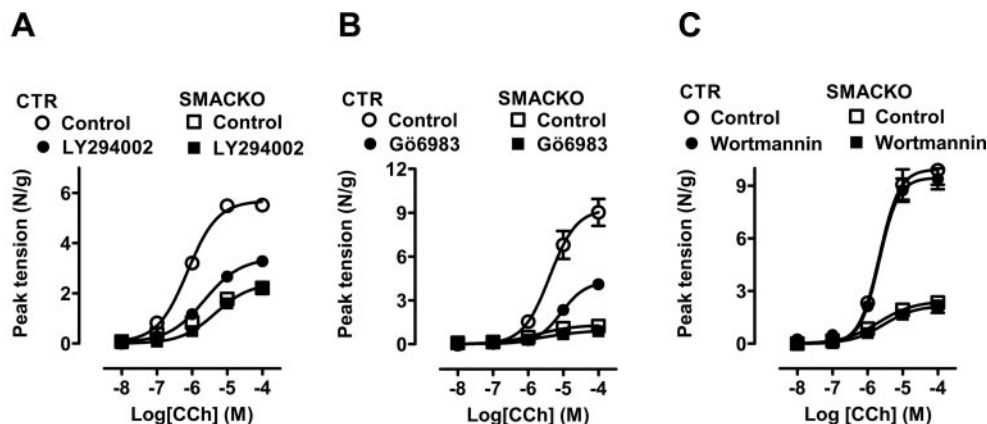 A
B
C
CTR SMACKO
Control Control
LY294002 LY294002
Peak tension (N/g)
6
4
2
0
-8 -7 -6 -5 -4
Log[CCh] (M)
CTR SMACKO
Control Control
Gö6983 Gö6983
Peak tension (N/g)
12
9
6
3
0
-8 -7 -6 -5 -4
Log[CCh] (M)
CTR SMACKO
Control Control
Wortmannin Wortmannin
Peak tension (N/g)
9
6
3
0
-8 -7 -6 -5 -4
Log[CCh] (M)